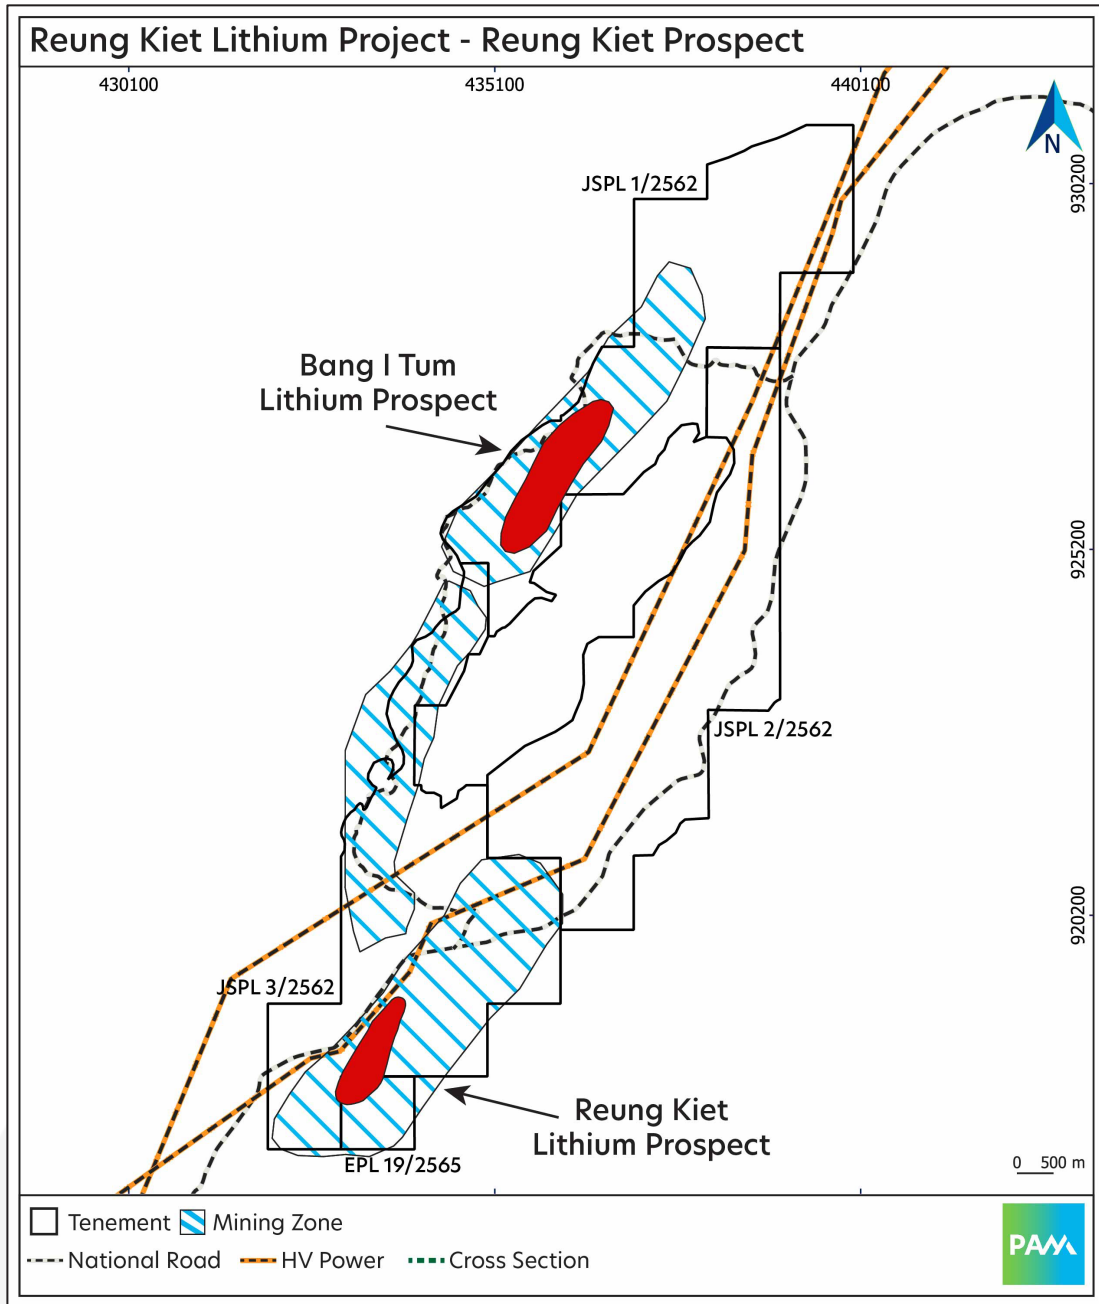 Reung Kiet Lithium Project - Reung Kiet Prospect
430100
435100
440100
N
930200
JSPL 1/2562
Bang I Tum
Lithium Prospect
925200
JSPL 2/2562
920200
JSPL 3/2562
Reung Kiet
Lithium Prospect
EPL 19/2565
0 500 m
Tenement
Mining Zone
National Road
HV Power
Cross Section
PAM